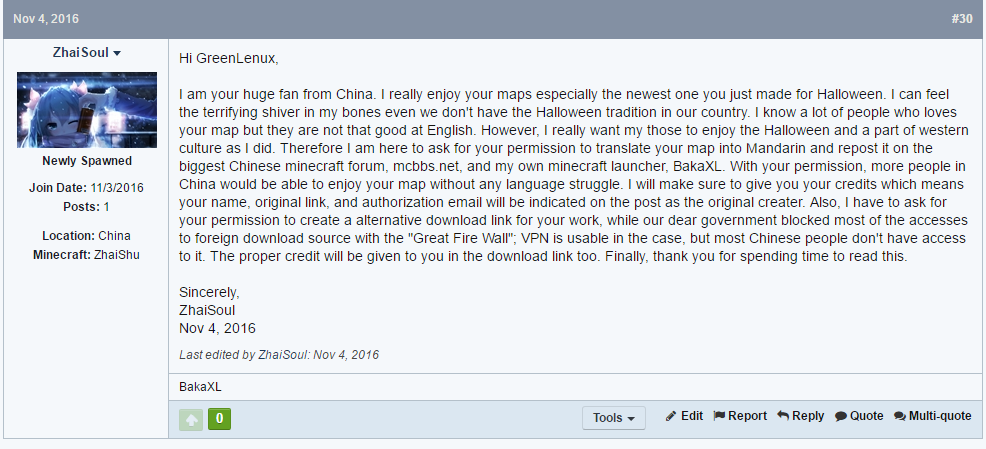 Nov 4, 2016 #30
ZhaiSoul
Newly Spawned
Join Date: 11/3/2016
Posts: 1
Location: China
Minecraft: ZhaiShu
Hi GreenLenux,
I am your huge fan from China. I really enjoy your maps especially the newest one you just made for Halloween. I can feel
the terrifying shiver in my bones even we don't have the Halloween tradition in our country. I know a lot of people who loves
your map but they are not that good at English. However, I really want my those to enjoy the Halloween and a part of western
culture as I did. Therefore I am here to ask for your permission to translate your map into Mandarin and repost it on the
biggest Chinese minecraft forum, mcbbs.net, and my own minecraft launcher, BakaXL. With your permission, more people in
China would be able to enjoy your map without any language struggle. I will make sure to give you your credits which means
your name, original link, and authorization email will be indicated on the post as the original creater. Also, I have to ask for
your permission to create a alternative download link for your work, while our dear government blocked most of the accesses
to foreign download source with the "Great Fire Wall"; VPN is usable in the case, but most Chinese people don't have access
to it. The proper credit will be given to you in the download link too. Finally, thank you for spending time to read this.
Sincerely,
ZhaiSoul
Nov 4, 2016
Last edited by ZhaiSoul: Nov 4, 2016
BakaXL
0 Tools Edit Report Reply Quote Multi-quote